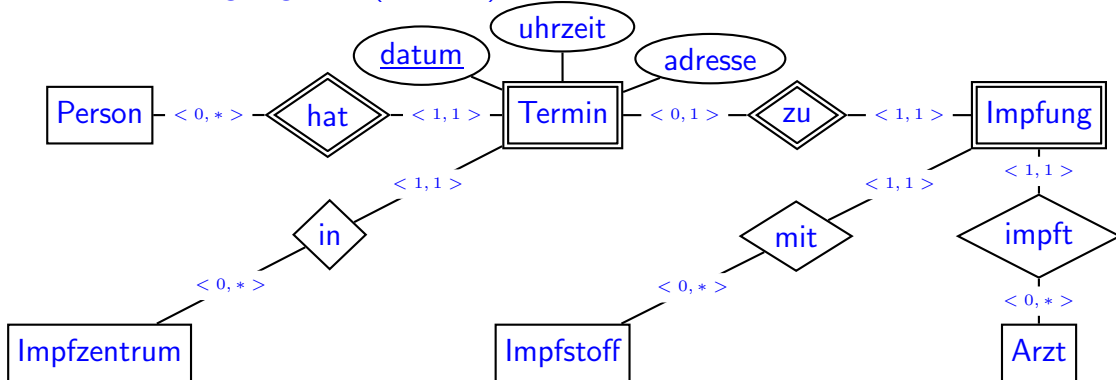 uhrzeit
datum
adresse
Person < 0, ∗ > hat < 1, 1 > Termin < 0, 1 > zu < 1, 1 > Impfung
< 1, 1 > < 1, 1 > < 1, 1 >
in mit impft
< 0, ∗ > < 0, ∗ > < 0, ∗ >
Impfzentrum Impfstoff Arzt